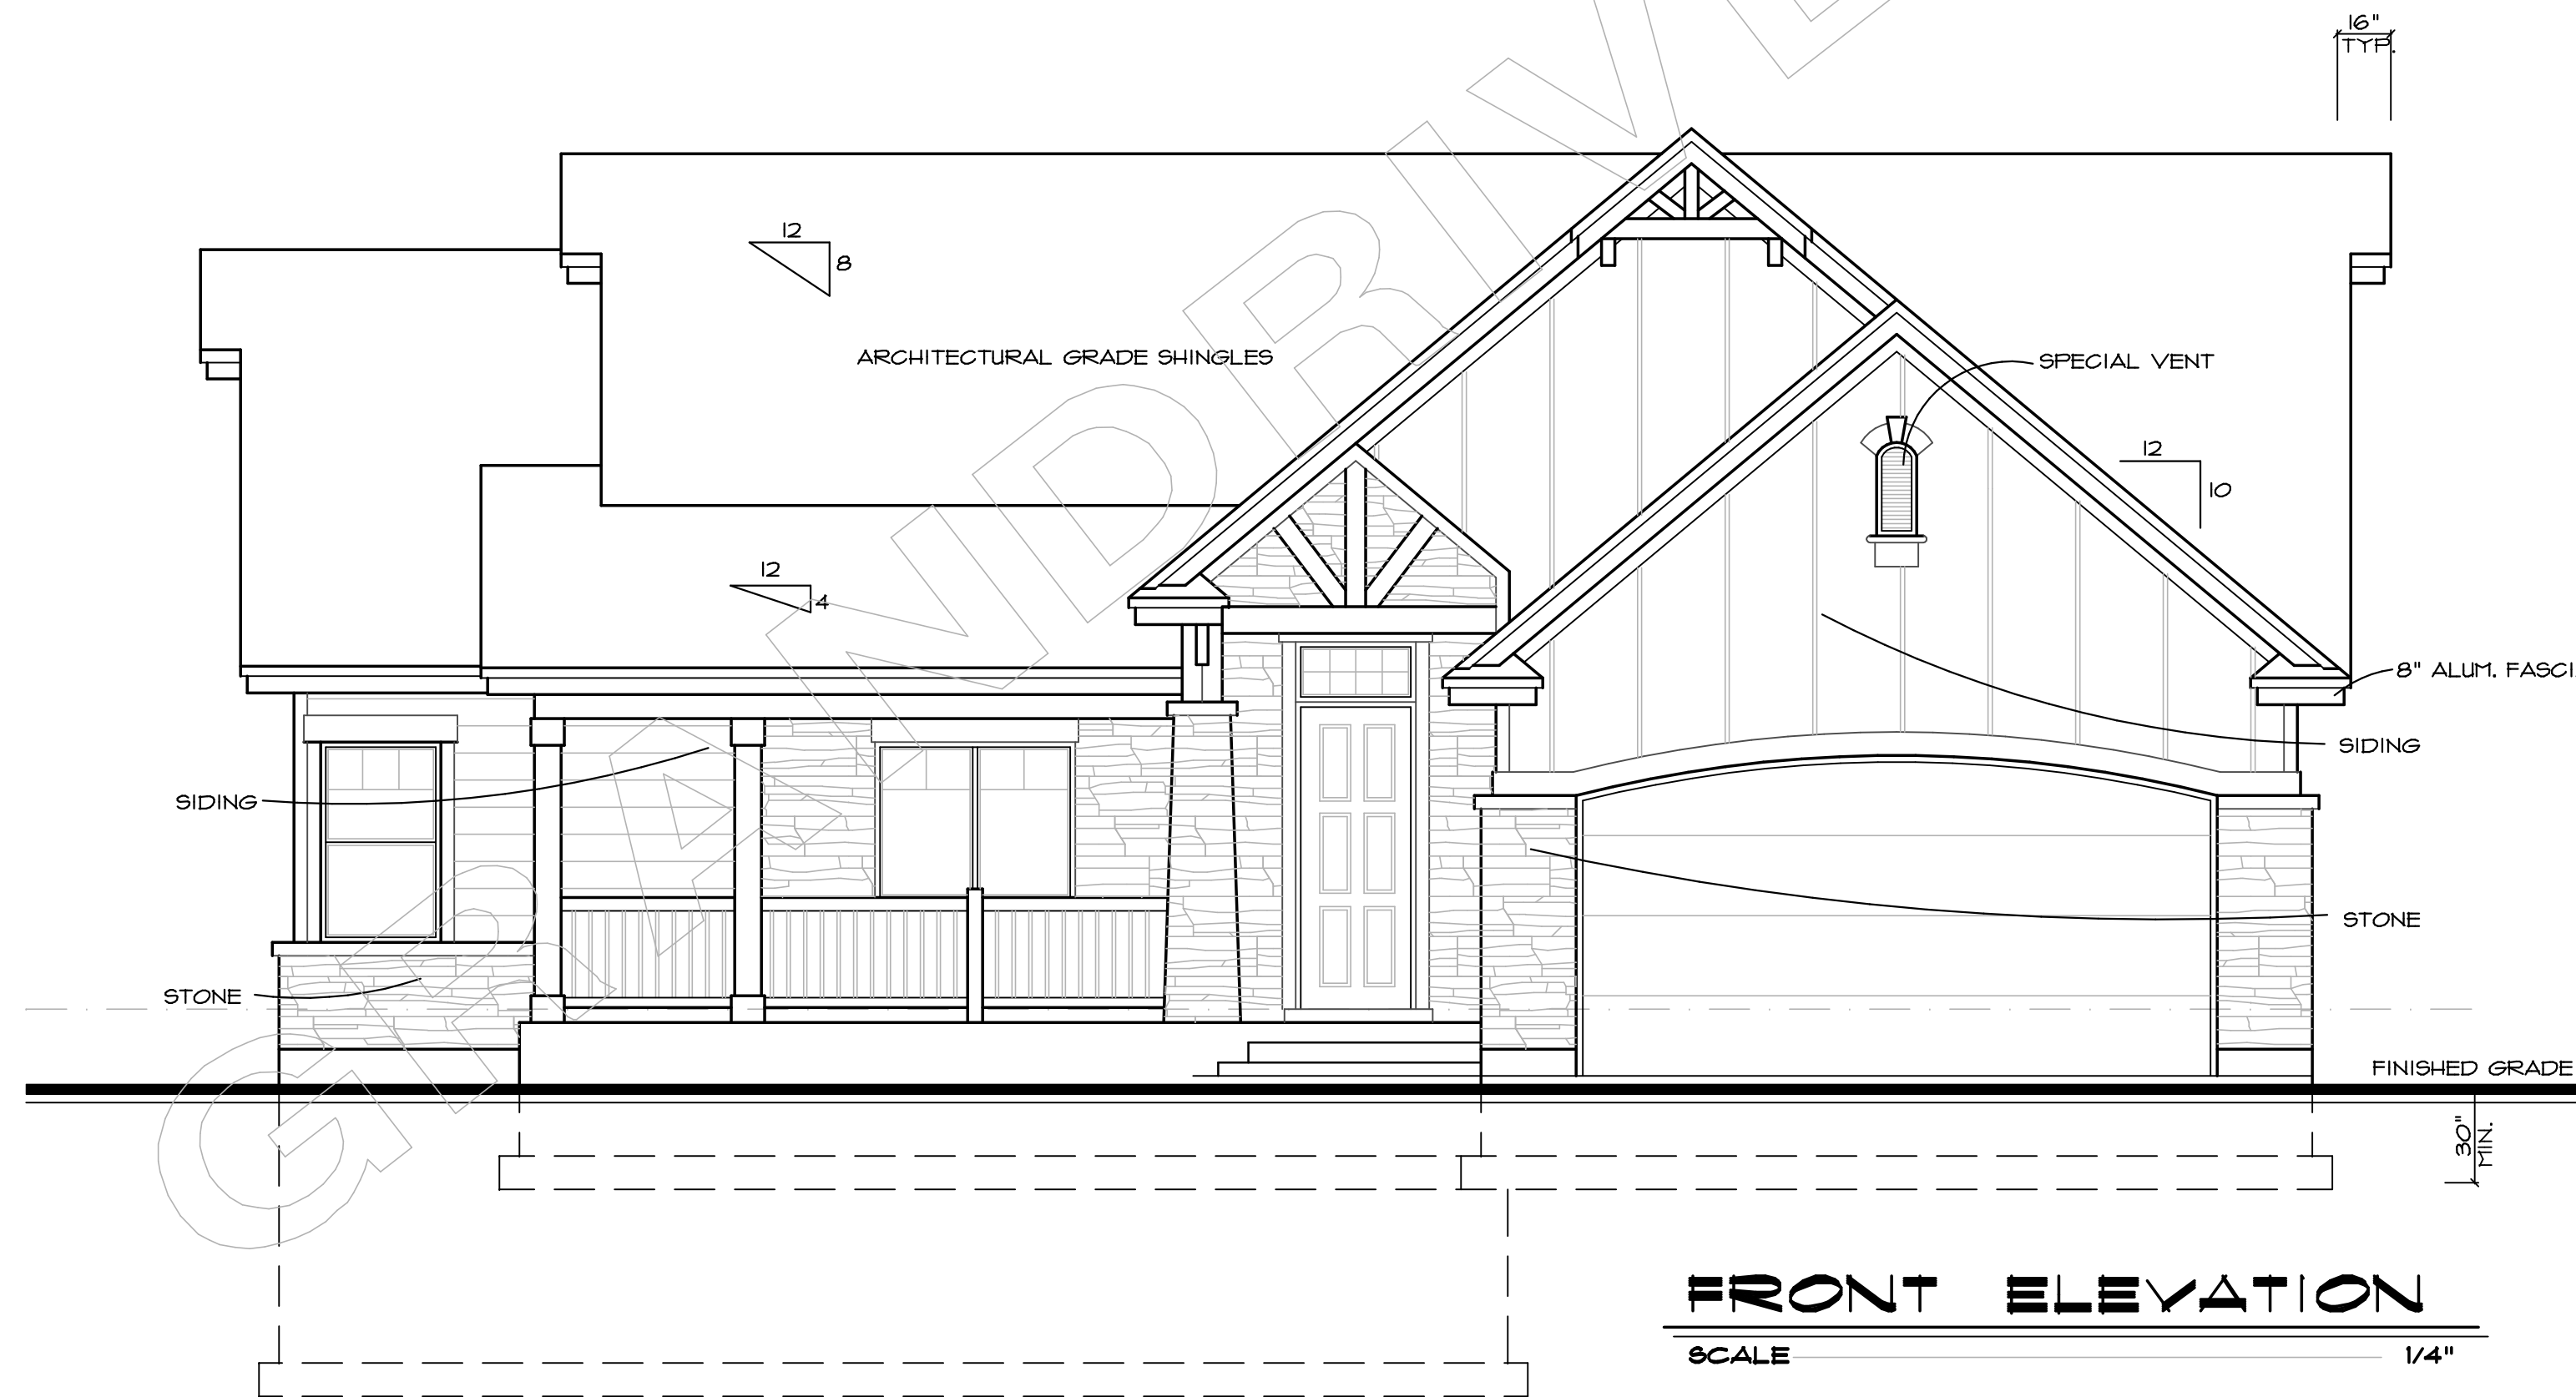 16"
TYP.
12
8
ARCHITECTURAL GRADE SHINGLES
SPECIAL VENT
12
10
12
4
8" ALUM. FASCI
SIDING
SIDING
STONE
STONE
FINISHED GRADE
30"
MIN.
FRONT ELEVATION
SCALE 1/4"